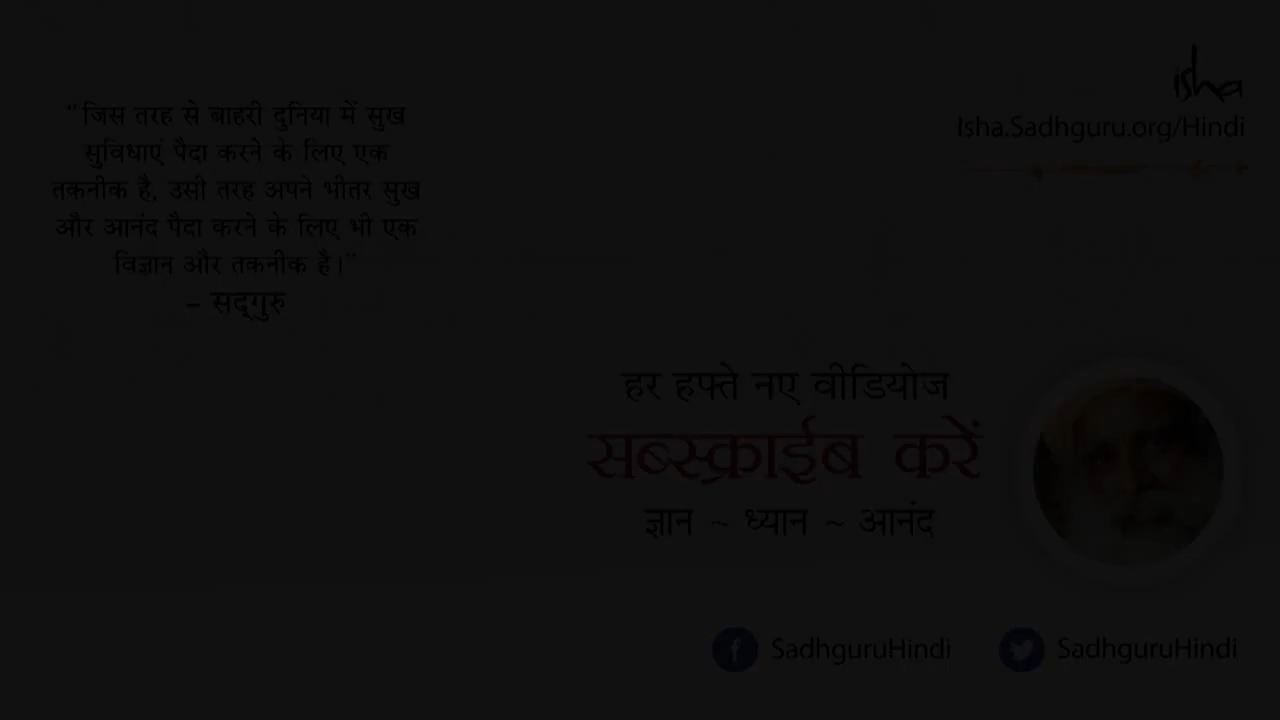 “जिस तरह से बाहरी दुनिया में सुख
सुविधाएं पैदा करने के लिए एक
तकनीक है, उसी तरह अपने भीतर सुख
और आनंद पैदा करने के लिए भी एक
विज्ञान और तकनीक है।”
– सद्गुरु
isha
Isha.Sadhguru.org/Hindi
हर हफ्ते नए वीडियोज
सब्स्क्राईब करें
ज्ञान ~ ध्यान ~ आनंद
SadhguruHindi
SadhguruHindi